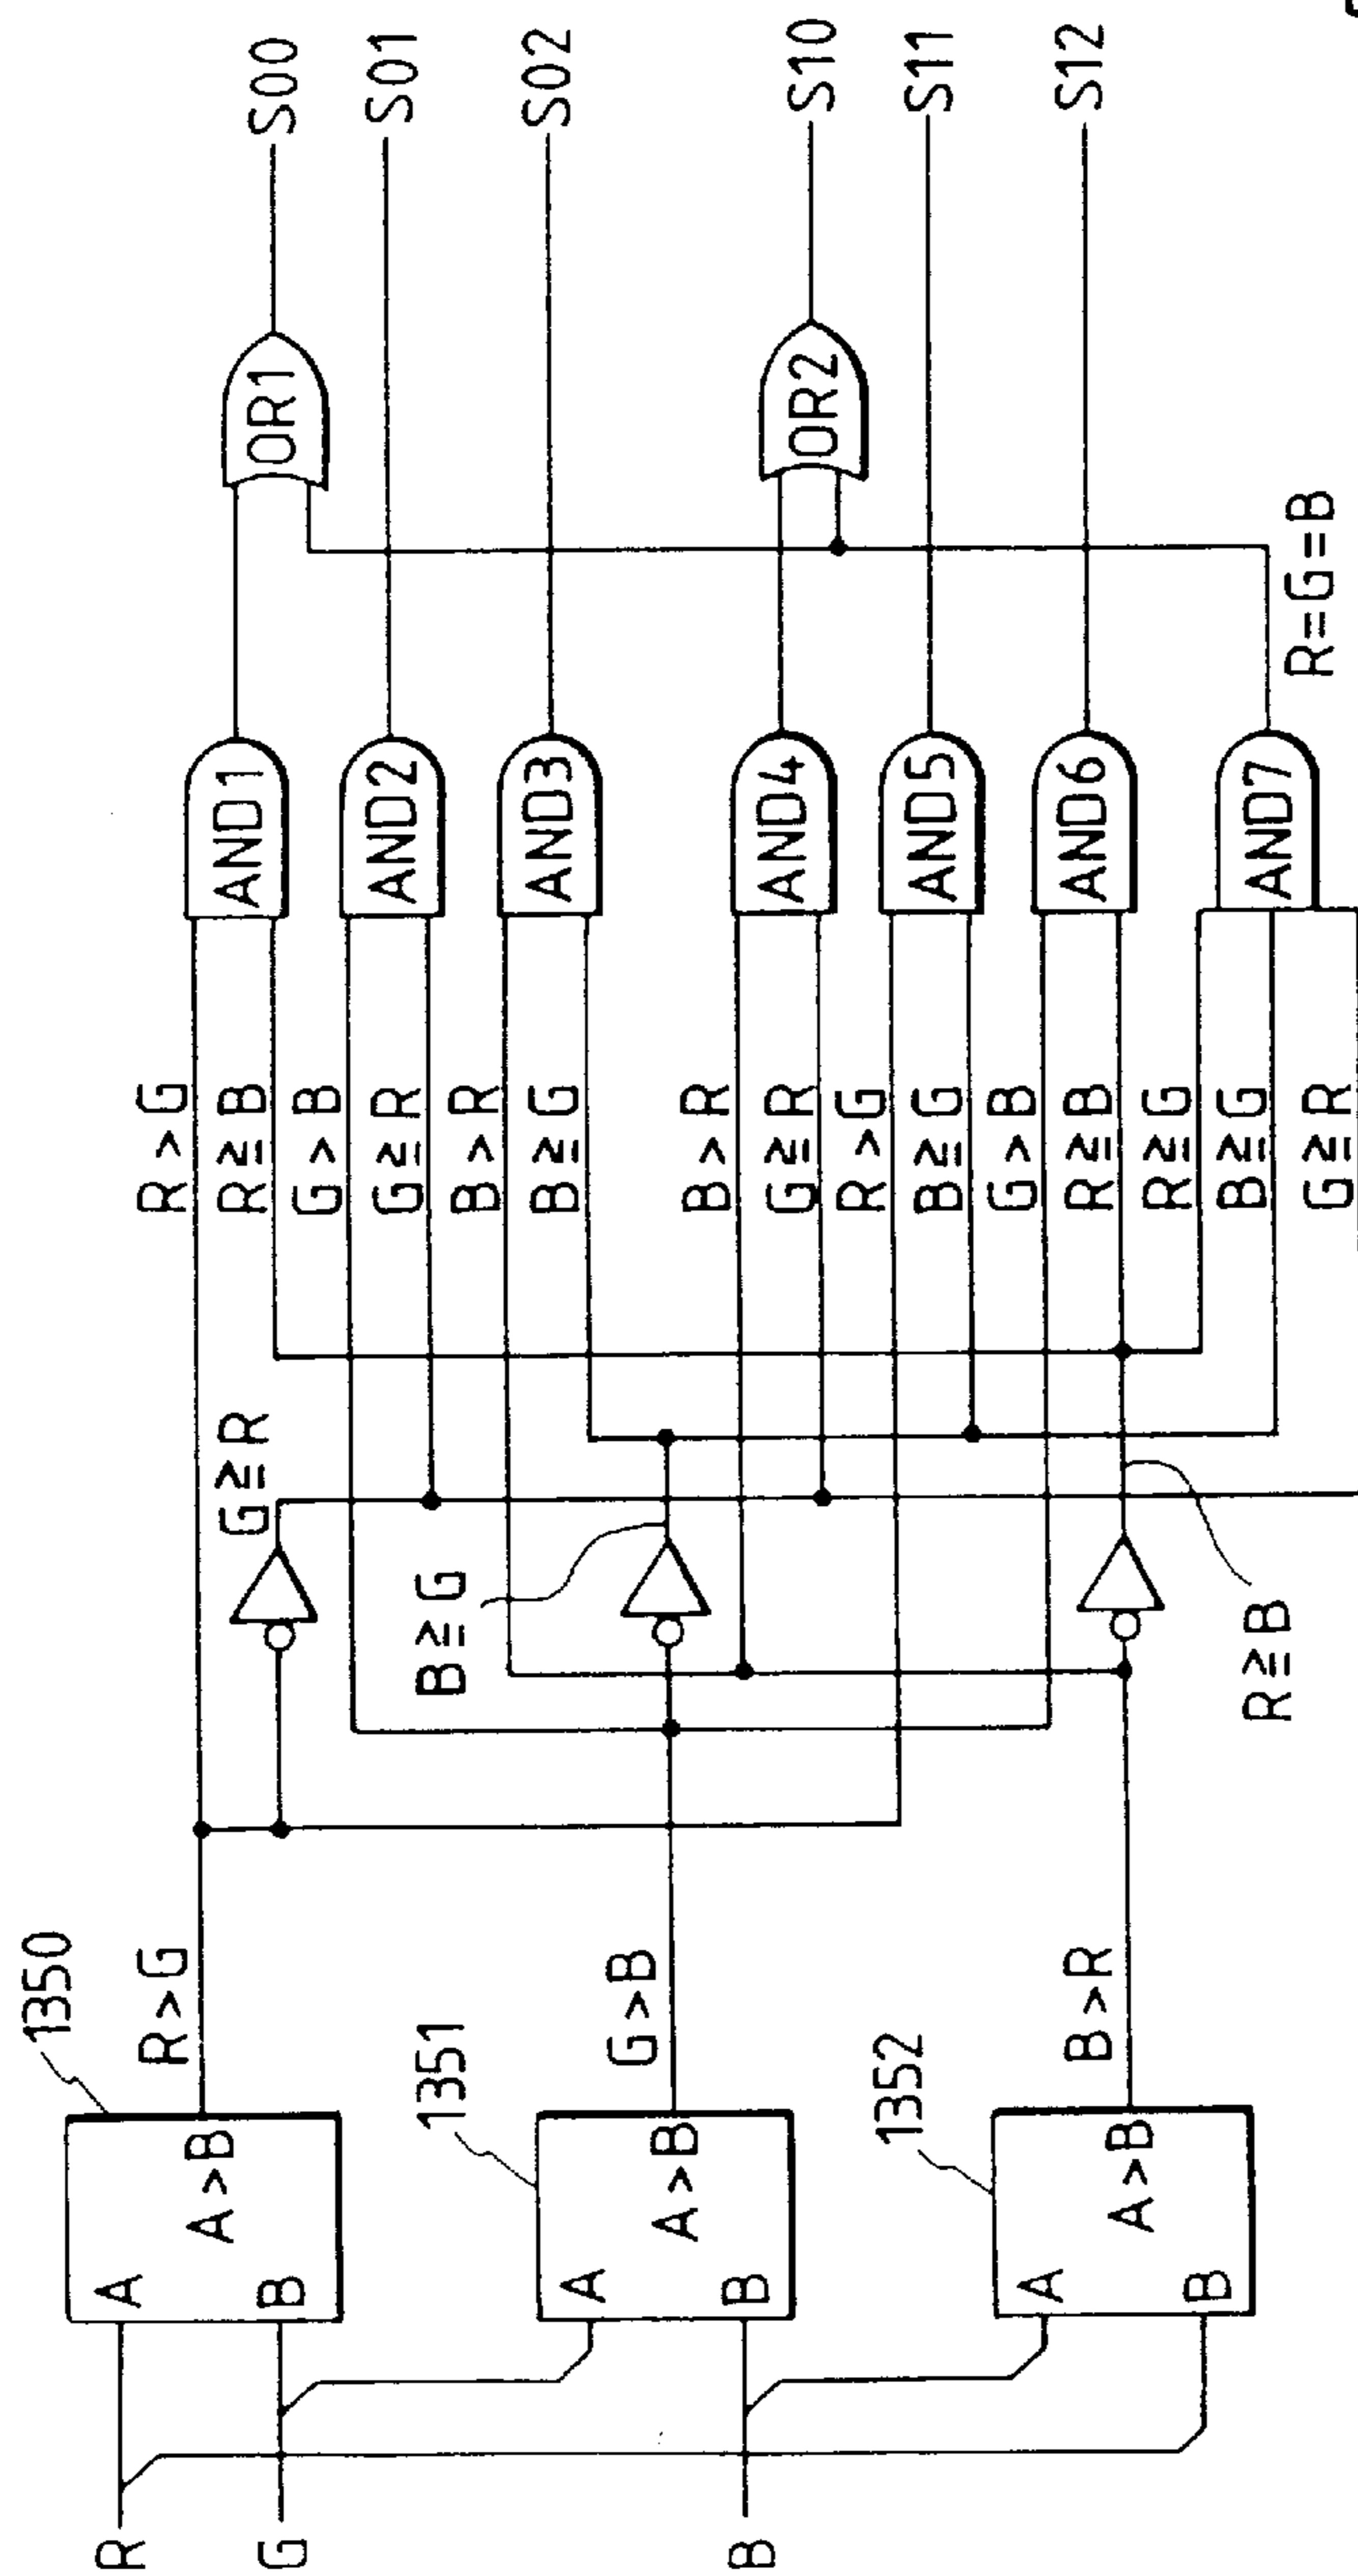 R
G
B
1350
A
B
A>B
R>G
1351
A
B
A>B
G>B
1352
A
B
A>B
B>R
G≧R
B≧G
R≧B
R>G
R≧B
G>B
G≧R
B>R
B≧G
B>R
G≧R
R>G
B≧G
G>B
R≧B
R≧G
B≧G
G≧R
AND1
AND2
AND3
AND4
AND5
AND6
AND7
R=G=B
OR1
OR2
S00
S01
S02
S10
S11
S12